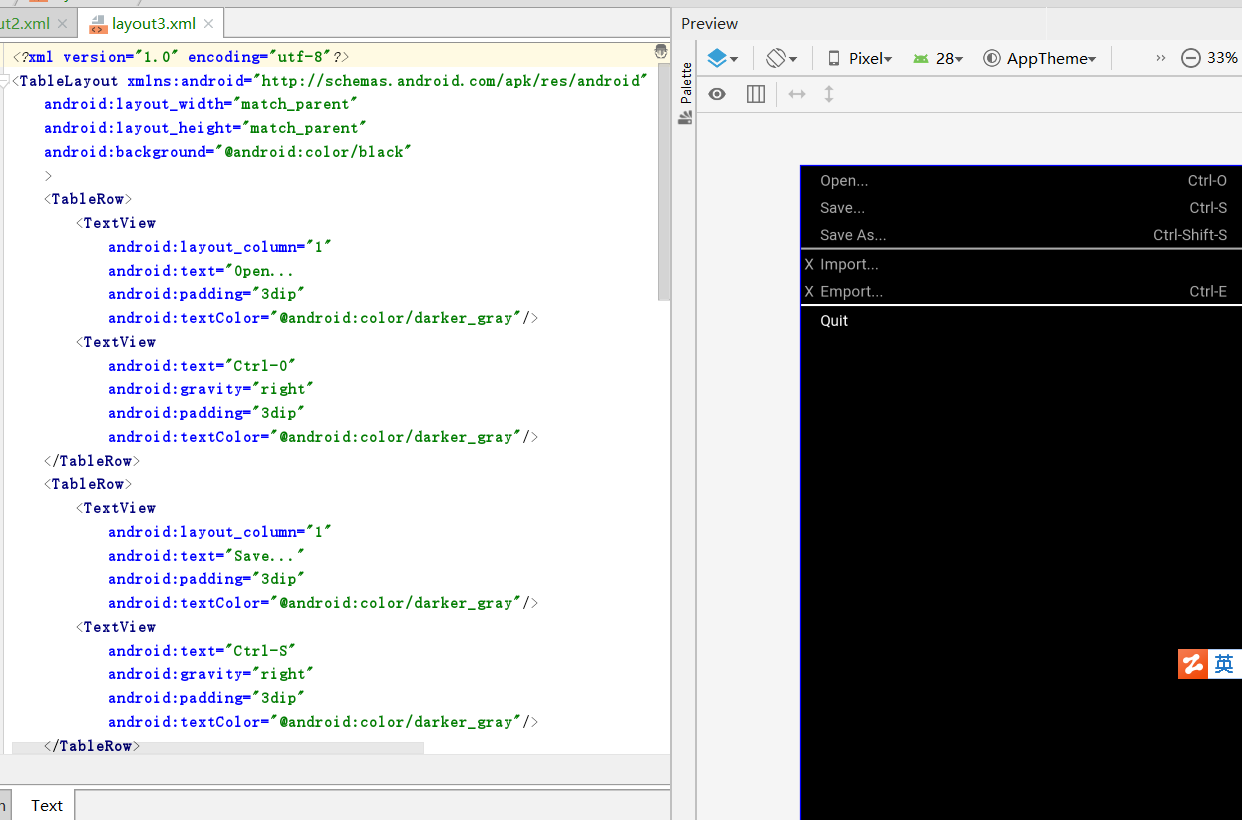 ut2.xml
layout3.xml
<?xml version="1.0" encoding="utf-8"?>
<TableLayout xmlns:android="http://schemas.android.com/apk/res/android"
android:layout_width="match_parent"
android:layout_height="match_parent"
android:background="@android:color/black"
>
<TableRow>
<TextView
android:layout_column="1"
android:text="Open...
android:padding="3dip"
android:textColor="@android:color/darker_gray"/>
<TextView
android:text="Ctrl-O"
android:gravity="right"
android:padding="3dip"
android:textColor="@android:color/darker_gray"/>
</TableRow>
<TableRow>
<TextView
android:layout_column="1"
android:text="Save..."
android:padding="3dip"
android:textColor="@android:color/darker_gray"/>
<TextView
android:text="Ctrl-S"
android:gravity="right"
android:padding="3dip"
android:textColor="@android:color/darker_gray"/>
</TableRow>
n
Text
Preview
Palette
Pixel
28
AppTheme
33%
Open... Ctrl-O
Save... Ctrl-S
Save As... Ctrl-Shift-S
X Import...
X Emport... Ctrl-E
Quit
英